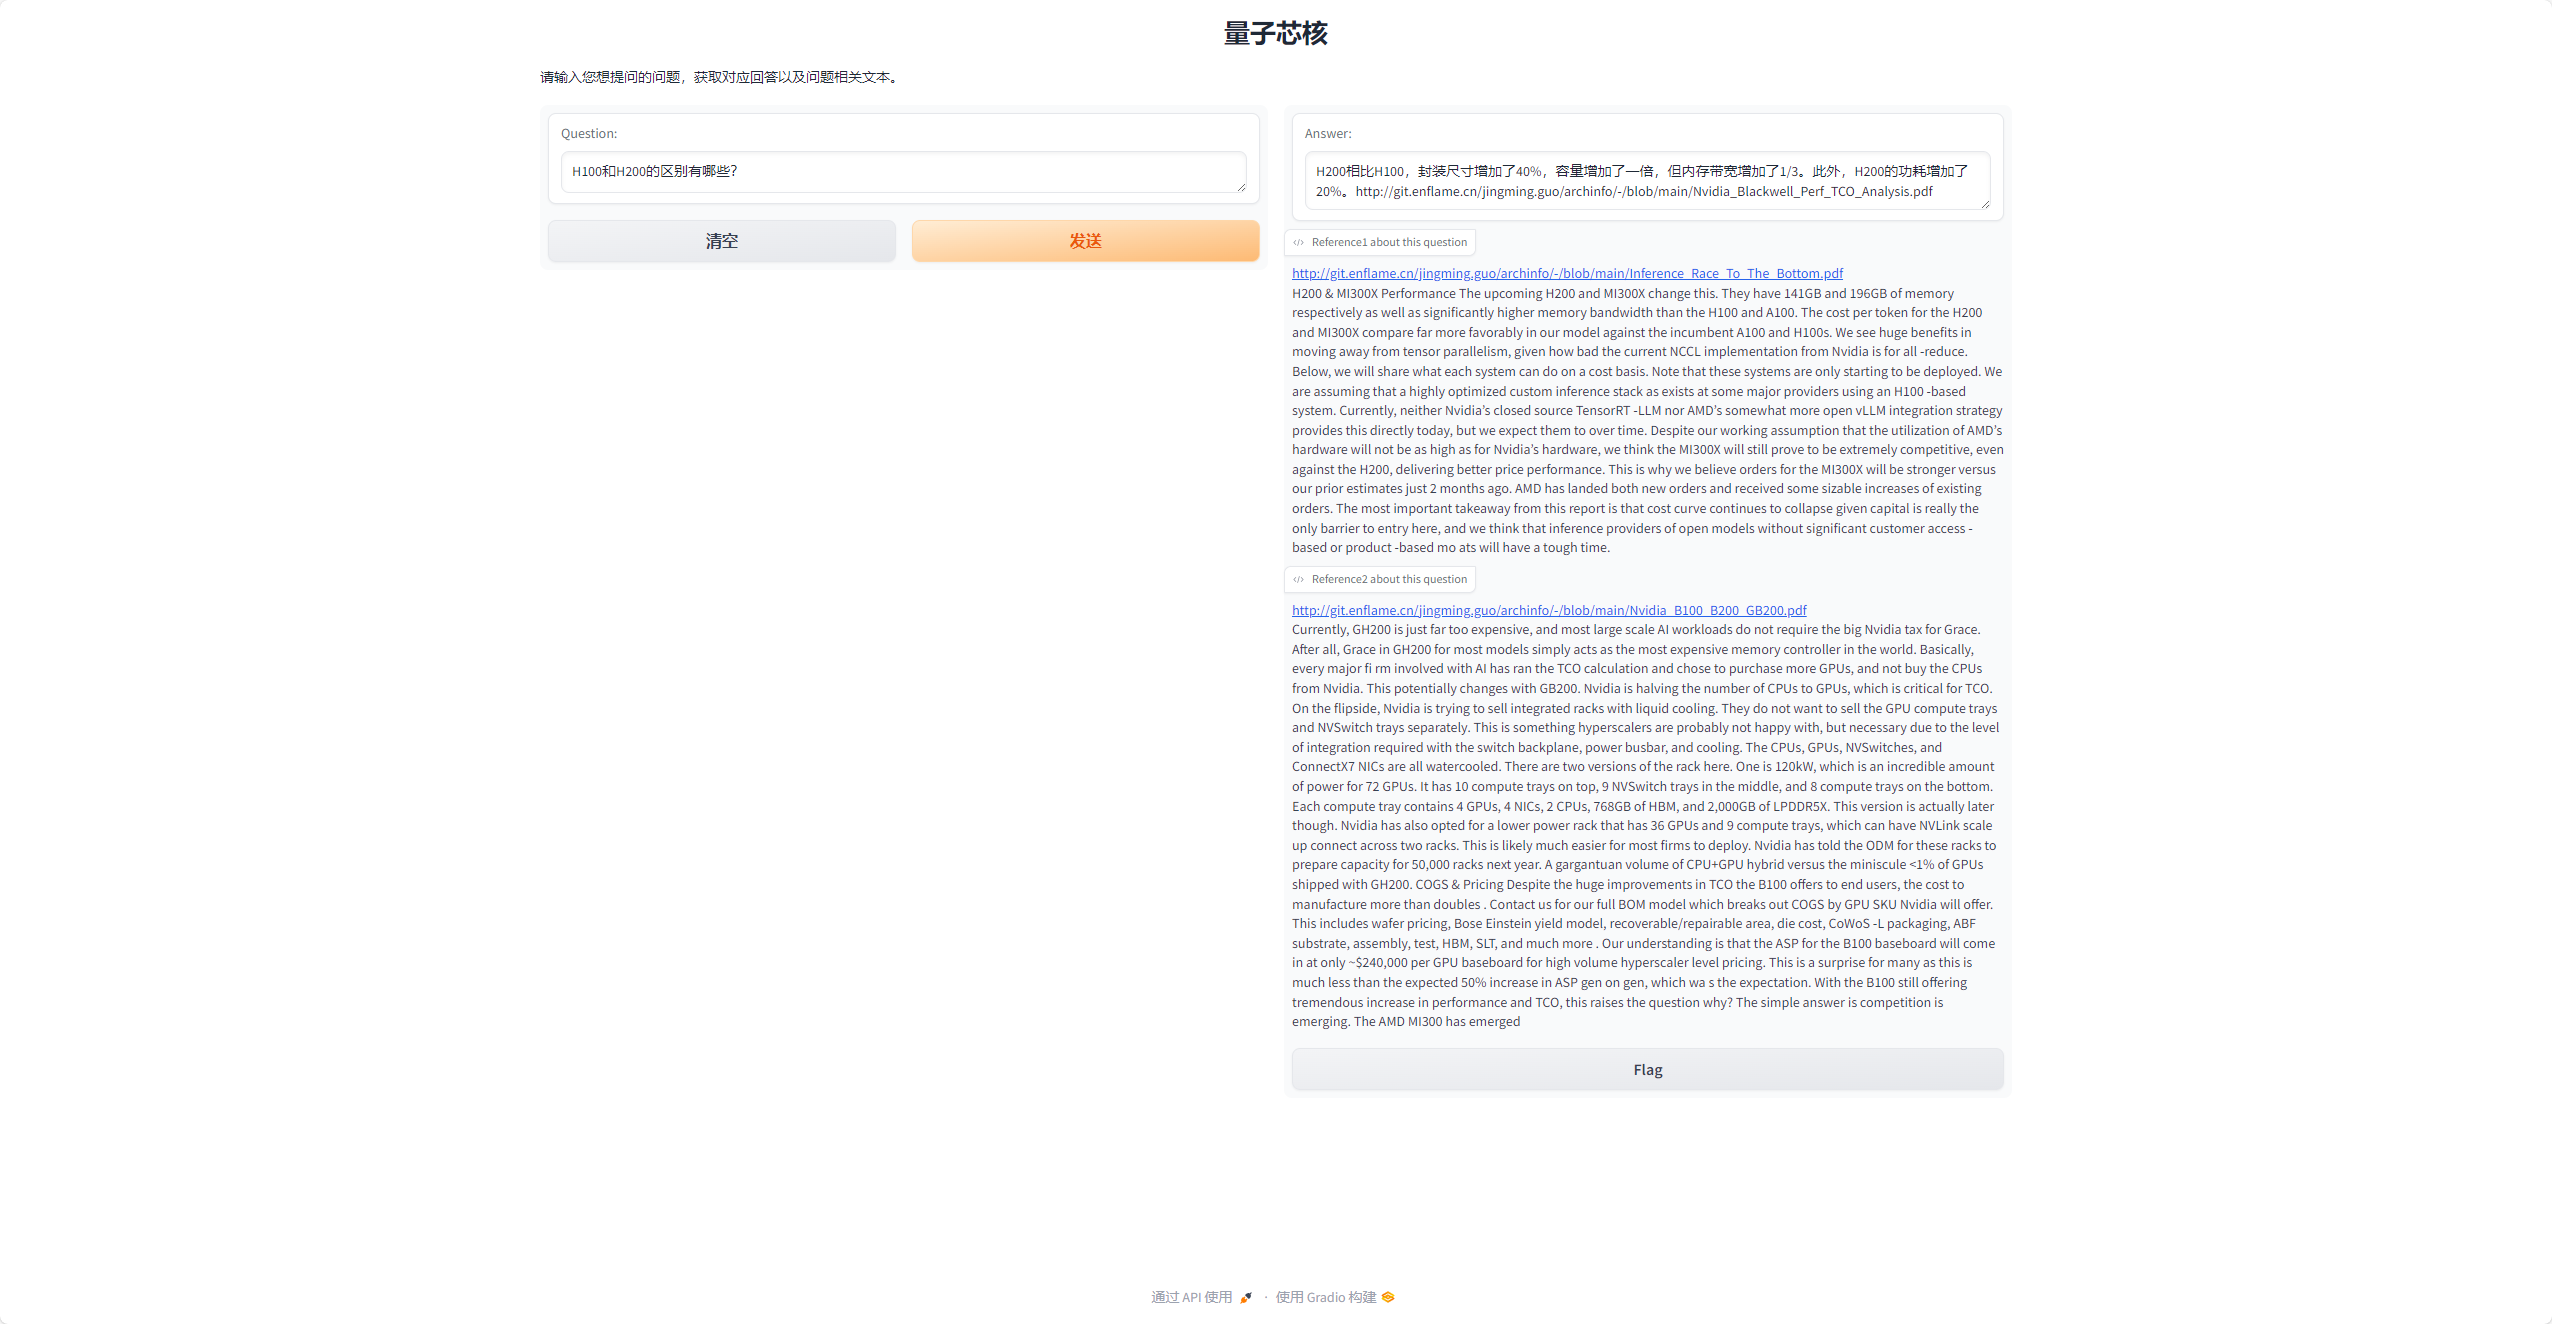 量子芯核
请输入您想提问的问题，获取对应回答以及问题相关文本。
Question:
H100和H200的区别有哪些?
清空
发送
Answer:
H200相比H100，封装尺寸增加了40%，容量增加了一倍，但内存带宽增加了1/3。此外，H200的功耗增加了
20%。http://git.enflame.cn/jingming.guo/archinfo/-/blob/main/Nvidia_Blackwell_Perf_TCO_Analysis.pdf
Reference1 about this question
http://git.enflame.cn/jingming.guo/archinfo/-/blob/main/Inference_Race_To_The_Bottom.pdf
H200 & MI300X Performance The upcoming H200 and MI300X change this. They have 141GB and 196GB of memory
respectively as well as significantly higher memory bandwidth than the H100 and A100. The cost per token for the H200
and MI300X compare far more favorably in our model against the incumbent A100 and H100s. We see huge benefits in
moving away from tensor parallelism, given how bad the current NCCL implementation from Nvidia is for all -reduce.
Below, we will share what each system can do on a cost basis. Note that these systems are only starting to be deployed. We
are assuming that a highly optimized custom inference stack as exists at some major providers using an H100 -based
system. Currently, neither Nvidia’s closed source TensorRT -LLM nor AMD’s somewhat more open vLLM integration strategy
provides this directly today, but we expect them to over time. Despite our working assumption that the utilization of AMD’s
hardware will not be as high as for Nvidia’s hardware, we think the MI300X will still prove to be extremely competitive, even
against the H200, delivering better price performance. This is why we believe orders for the MI300X will be stronger versus
our prior estimates just 2 months ago. AMD has landed both new orders and received some sizable increases of existing
orders. The most important takeaway from this report is that cost curve continues to collapse given capital is really the
only barrier to entry here, and we think that inference providers of open models without significant customer access -
based or product -based mo ats will have a tough time.
Reference2 about this question
http://git.enflame.cn/jingming.guo/archinfo/-/blob/main/Nvidia_B100_B200_GB200.pdf
Currently, GH200 is just far too expensive, and most large scale AI workloads do not require the big Nvidia tax for Grace.
After all, Grace in GH200 for most models simply acts as the most expensive memory controller in the world. Basically,
every major fi rm involved with AI has ran the TCO calculation and chose to purchase more GPUs, and not buy the CPUs
from Nvidia. This potentially changes with GB200. Nvidia is halving the number of CPUs to GPUs, which is critical for TCO.
On the flipside, Nvidia is trying to sell integrated racks with liquid cooling. They do not want to sell the GPU compute trays
and NVSwitch trays separately. This is something hyperscalers are probably not happy with, but necessary due to the level
of integration required with the switch backplane, power busbar, and cooling. The CPUs, GPUs, NVSwitches, and
ConnectX7 NICs are all watercooled. There are two versions of the rack here. One is 120kW, which is an incredible amount
of power for 72 GPUs. It has 10 compute trays on top, 9 NVSwitch trays in the middle, and 8 compute trays on the bottom.
Each compute tray contains 4 GPUs, 4 NICs, 2 CPUs, 768GB of HBM, and 2,000GB of LPDDR5X. This version is actually later
though. Nvidia has also opted for a lower power rack that has 36 GPUs and 9 compute trays, which can have NVLink scale
up connect across two racks. This is likely much easier for most firms to deploy. Nvidia has told the ODM for these racks to
prepare capacity for 50,000 racks next year. A gargantuan volume of CPU+GPU hybrid versus the miniscule <1% of GPUs
shipped with GH200. COGS & Pricing Despite the huge improvements in TCO the B100 offers to end users, the cost to
manufacture more than doubles . Contact us for our full BOM model which breaks out COGS by GPU SKU Nvidia will offer.
This includes wafer pricing, Bose Einstein yield model, recoverable/repairable area, die cost, CoWoS -L packaging, ABF
substrate, assembly, test, HBM, SLT, and much more . Our understanding is that the ASP for the B100 baseboard will come
in at only ~$240,000 per GPU baseboard for high volume hyperscaler level pricing. This is a surprise for many as this is
much less than the expected 50% increase in ASP gen on gen, which wa s the expectation. With the B100 still offering
tremendous increase in performance and TCO, this raises the question why? The simple answer is competition is
emerging. The AMD MI300 has emerged
Flag
通过 API 使用 · 使用 Gradio 构建